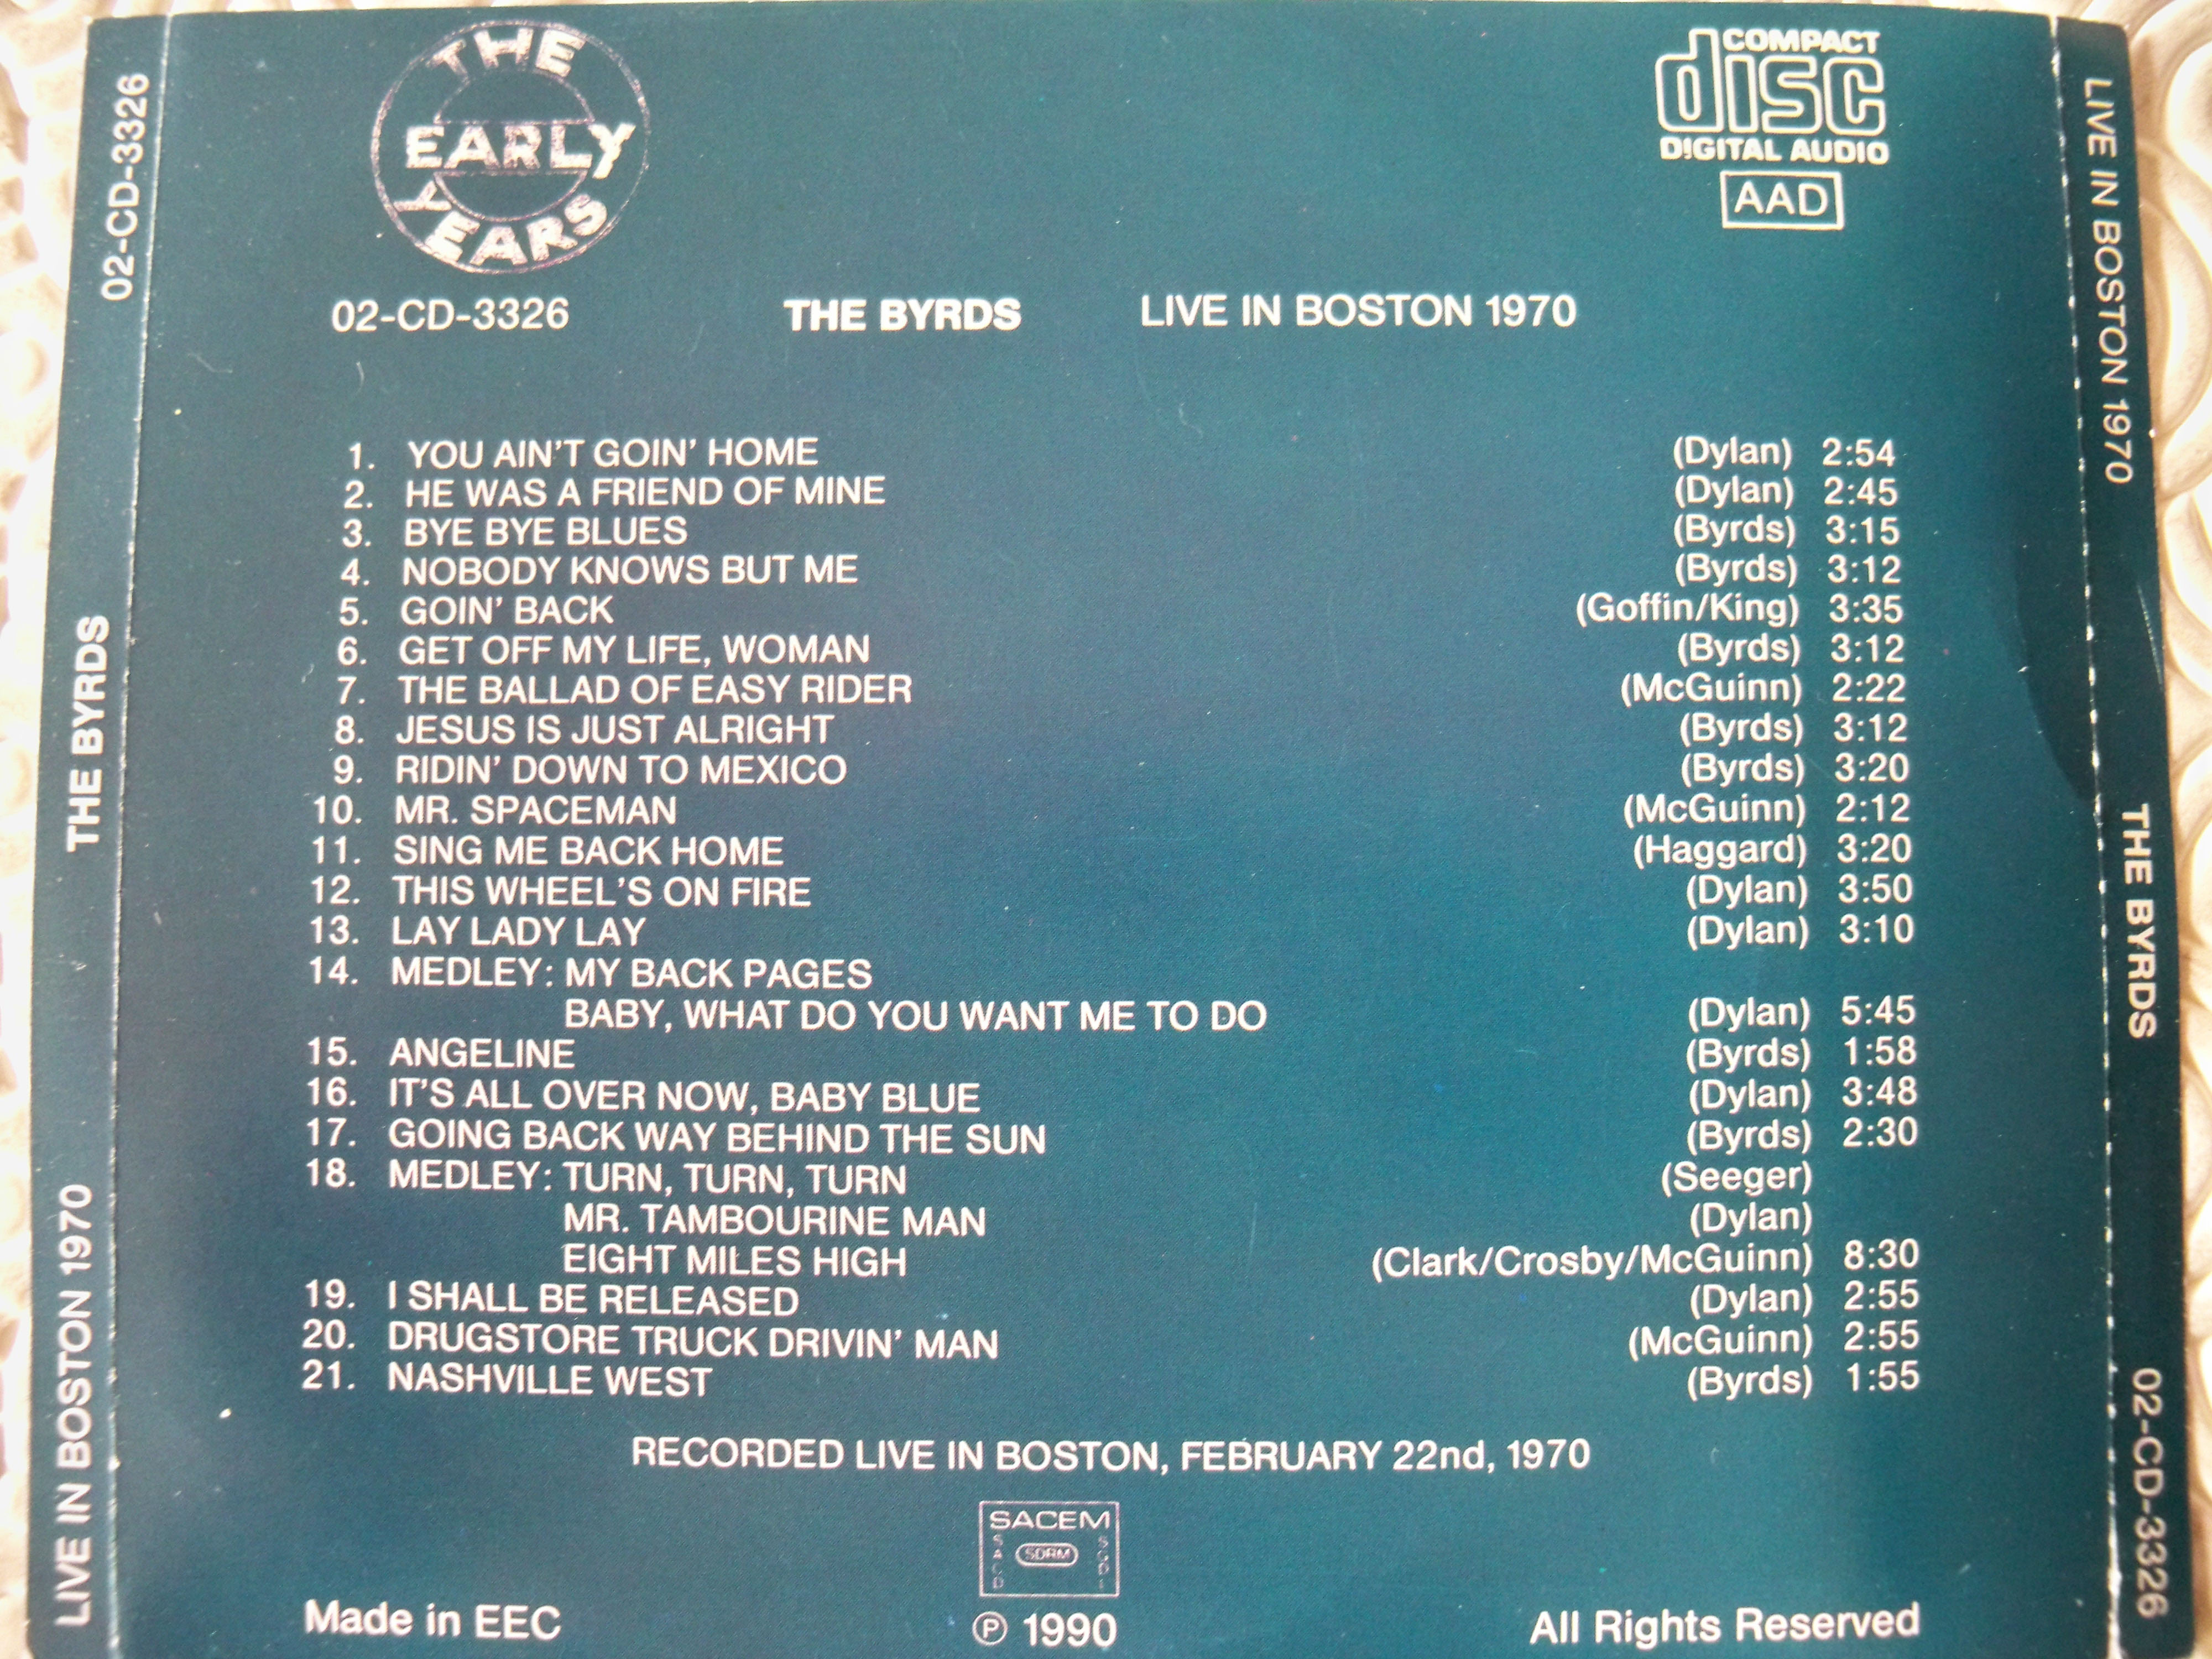 THE
EARLY
YEARS
COMPACT
disc
DIGITAL AUDIO
AAD
02-CD-3326 THE BYRDS LIVE IN BOSTON 1970
1. YOU AIN'T GOIN' HOME (Dylan) 2:54
2. HE WAS A FRIEND OF MINE (Dylan) 2:45
3. BYE BYE BLUES (Byrds) 3:15
4. NOBODY KNOWS BUT ME (Byrds) 3:12
5. GOIN' BACK (Goffin/King) 3:35
6. GET OFF MY LIFE, WOMAN (Byrds) 3:12
7. THE BALLAD OF EASY RIDER (McGuinn) 2:22
8. JESUS IS JUST ALRIGHT (Byrds) 3:12
9. RIDIN' DOWN TO MEXICO (Byrds) 3:20
10. MR. SPACEMAN (McGuinn) 2:12
11. SING ME BACK HOME (Haggard) 3:20
12. THIS WHEEL'S ON FIRE (Dylan) 3:50
13. LAY LADY LAY (Dylan) 3:10
14. MEDLEY: MY BACK PAGES
BABY, WHAT DO YOU WANT ME TO DO (Dylan) 5:45
15. ANGELINE (Byrds) 1:58
16. IT'S ALL OVER NOW, BABY BLUE (Dylan) 3:48
17. GOING BACK WAY BEHIND THE SUN (Byrds) 2:30
18. MEDLEY: TURN, TURN, TURN (Seeger)
MR. TAMBOURINE MAN (Dylan)
EIGHT MILES HIGH (Clark/Crosby/McGuinn) 8:30
19. I SHALL BE RELEASED (Dylan) 2:55
20. DRUGSTORE TRUCK DRIVIN' MAN (McGuinn) 2:55
21. NASHVILLE WEST (Byrds) 1:55
RECORDED LIVE IN BOSTON, FEBRUARY 22nd, 1970
SACEM
SACD SDRM SCDI
Made in EEC ℗ 1990 All Rights Reserved
LIVE IN BOSTON 1970 THE BYRDS 02-CD-3326
LIVE IN BOSTON 1970 THE BYRDS 02-CD-3326